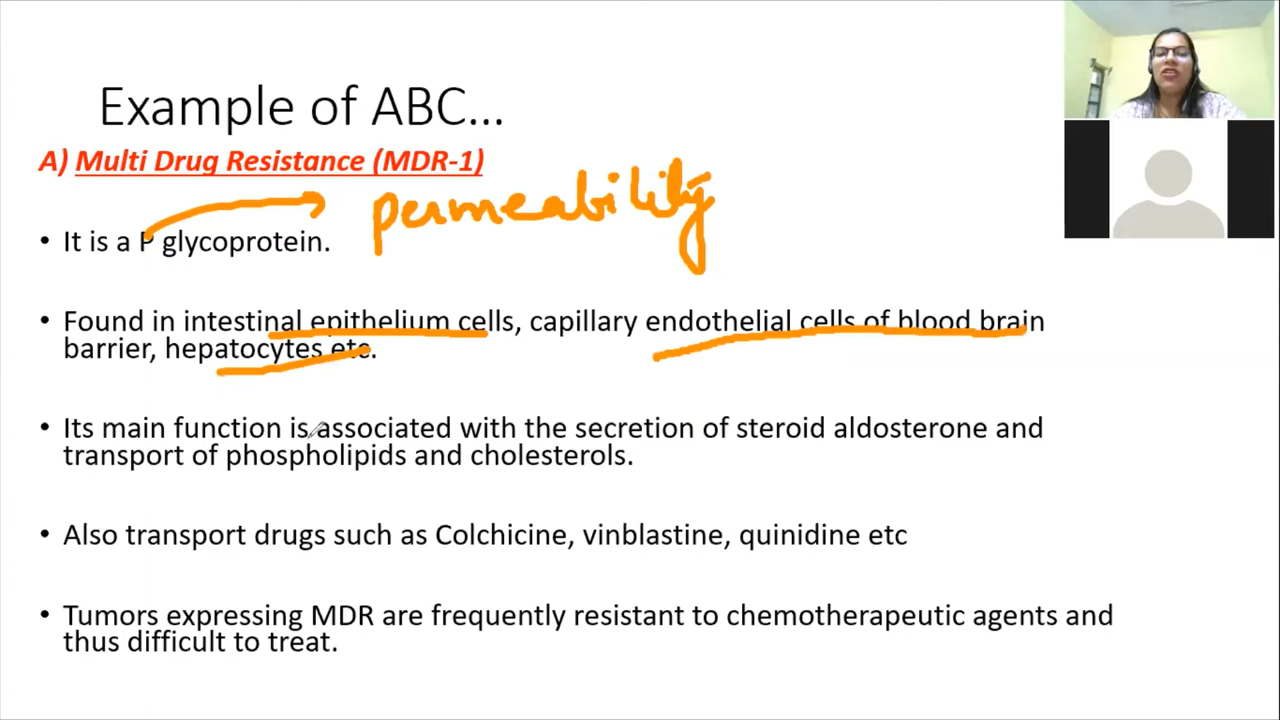 Example of ABC...
A) Multi Drug Resistance (MDR-1)
permeability
• It is a P glycoprotein.
• Found in intestinal epithelium cells, capillary endothelial cells of blood brain
barrier, hepatocytes etc.
• Its main function is associated with the secretion of steroid aldosterone and
transport of phospholipids and cholesterols.
• Also transport drugs such as Colchicine, vinblastine, quinidine etc
• Tumors expressing MDR are frequently resistant to chemotherapeutic agents and
thus difficult to treat.